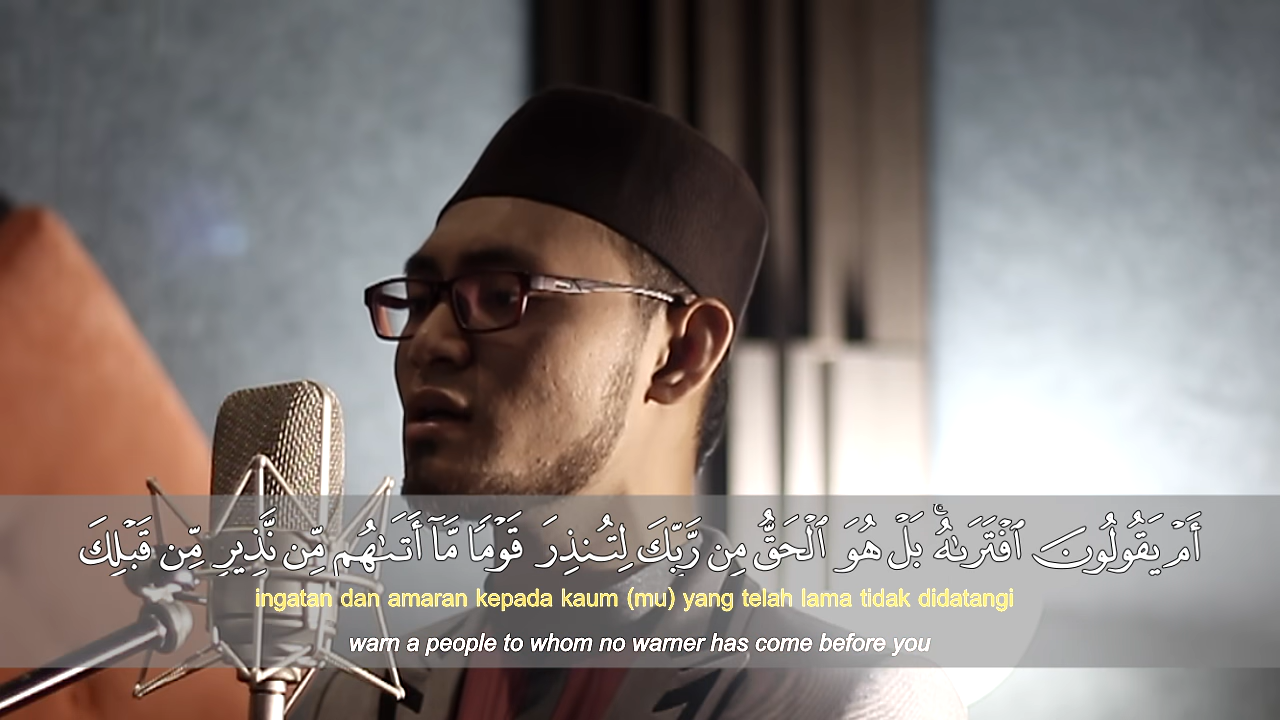 أَمْ يَقُولُونَ ٱفْتَرَىٰهُ ۚ بَلْ هُوَ ٱلْحَقُّ مِن رَّبِّكَ لِتُنذِرَ قَوْمًا مَّآ أَتَىٰهُم مِّن نَّذِيرٍ مِّن قَبْلِكَ
ingatan dan amaran kepada kaum (mu) yang telah lama tidak didatangi
warn a people to whom no warner has come before you